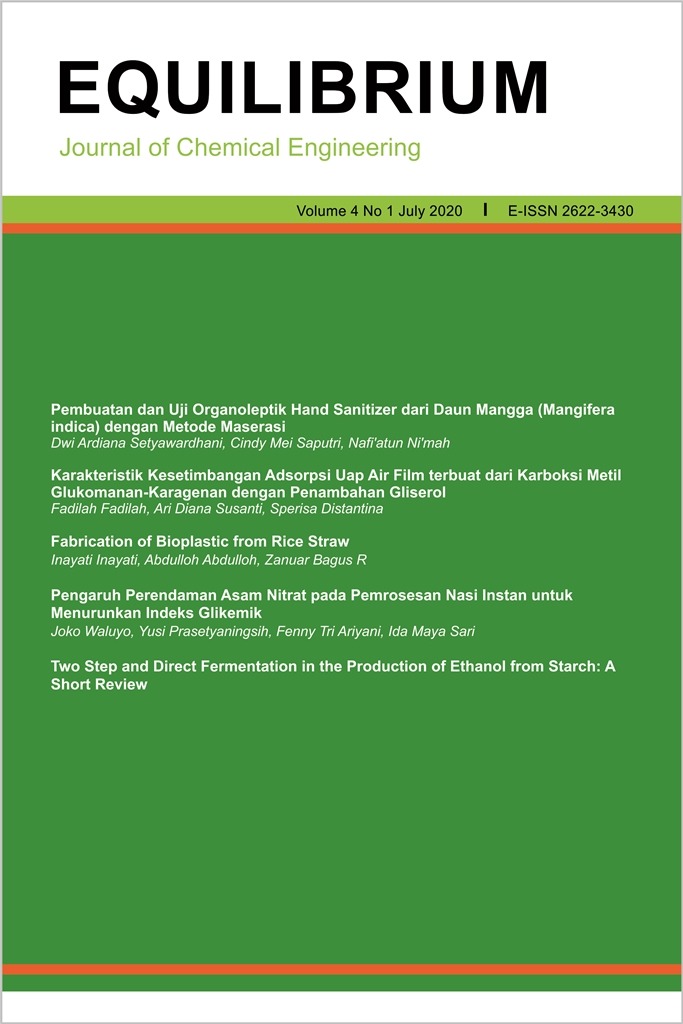 EQUILIBRIUM
Journal of Chemical Engineering
Volume 4 No 1 July 2020 I E-ISSN 2622-3430
Pembuatan dan Uji Organoleptik Hand Sanitizer dari Daun Mangga (Mangifera
indica) dengan Metode Maserasi
Dwi Ardiana Setyawardhani, Cindy Mei Saputri, Nafi'atun Ni'mah
Karakteristik Kesetimbangan Adsorpsi Uap Air Film terbuat dari Karboksi Metil
Glukomanan-Karagenan dengan Penambahan Gliserol
Fadilah Fadilah, Ari Diana Susanti, Sperisa Distantina
Fabrication of Bioplastic from Rice Straw
Inayati Inayati, Abdulloh Abdulloh, Zanuar Bagus R
Pengaruh Perendaman Asam Nitrat pada Pemrosesan Nasi Instan untuk
Menurunkan Indeks Glikemik
Joko Waluyo, Yusi Prasetyaningsih, Fenny Tri Ariyani, Ida Maya Sari
Two Step and Direct Fermentation in the Production of Ethanol from Starch: A
Short Review